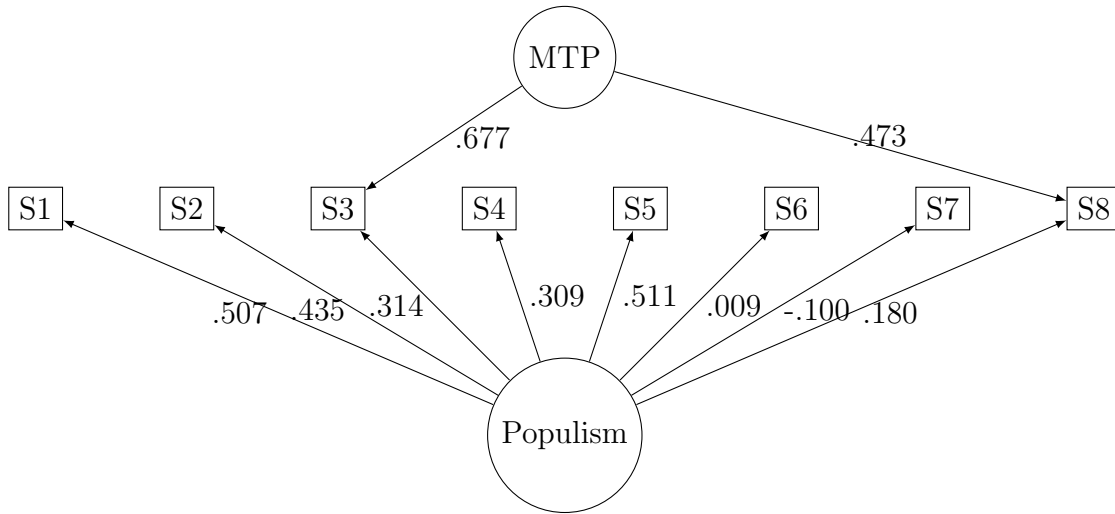 MTP
.677
.473
S1 S2 S3 S4 S5 S6 S7 S8
.507 .435 .314 .309 .511 .009 -.100 .180
Populism